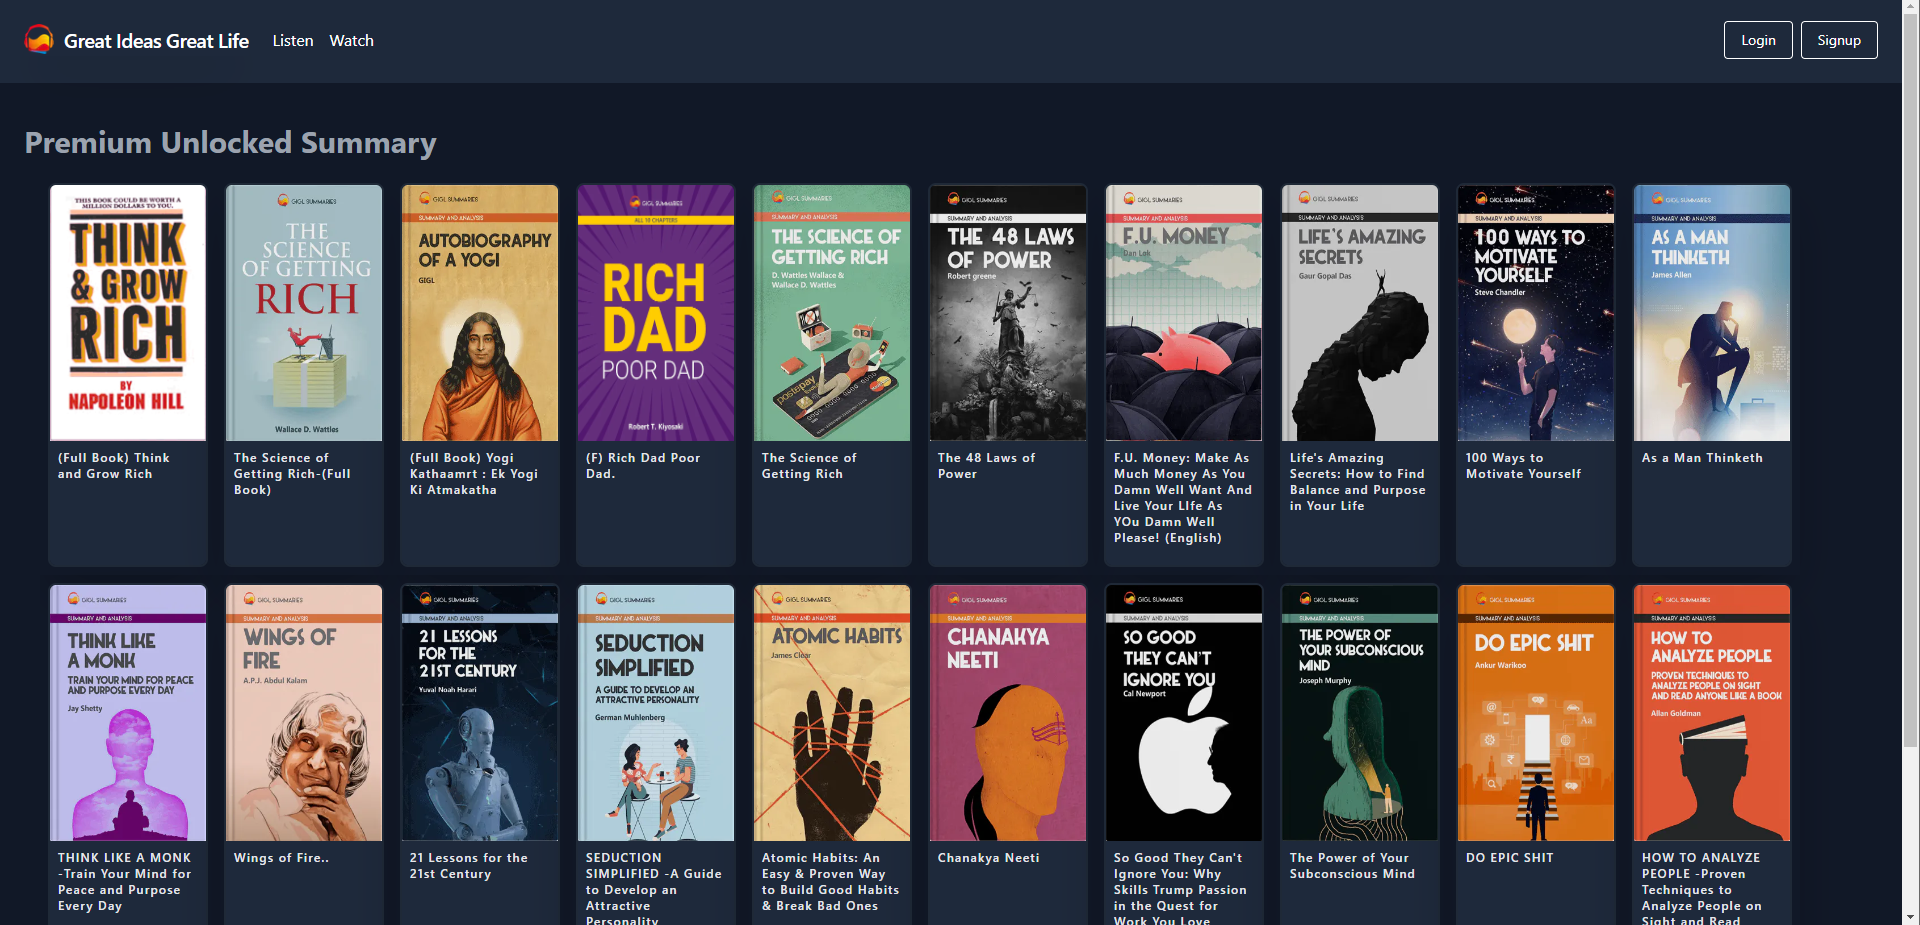 Great Ideas Great Life
Listen
Watch
Login
Signup
Premium Unlocked Summary
THIS BOOK COULD BE WORTH A
MILLION DOLLARS TO YOU.
THINK
& GROW
RICH
BY
NAPOLEON HILL
(Full Book) Think
and Grow Rich
GIGL SUMMARIES
THE
SCIENCE
OF GETTING
RICH
Wallace D. Wattles
The Science of
Getting Rich-(Full
Book)
GIGL SUMMARIES
SUMMARY AND ANALYSIS
AUTOBIOGRAPHY
OF A YOGI
GIGL
(Full Book) Yogi
Kathaamrt : Ek Yogi
Ki Atmakatha
GIGL SUMMARIES
ALL 10 CHAPTERS
RICH
DAD
POOR DAD
Robert T. Kiyosaki
(F) Rich Dad Poor
Dad.
GIGL SUMMARIES
SUMMARY AND ANALYSIS
THE SCIENCE OF
GETTING RICH
D. Wattles Wallace &
Wallace D. Wattles
postepay
The Science of
Getting Rich
GIGL SUMMARIES
SUMMARY AND ANALYSIS
THE 48 LAWS
OF POWER
Robert greene
The 48 Laws of
Power
GIGL SUMMARIES
SUMMARY AND ANALYSIS
F.U. MONEY
Dan Lok
F.U. Money: Make As
Much Money As You
Damn Well Want And
Live Your LIfe As
YOu Damn Well
Please! (English)
GIGL SUMMARIES
SUMMARY AND ANALYSIS
LIFE'S AMAZING
SECRETS
Gaur Gopal Das
Life's Amazing
Secrets: How to Find
Balance and Purpose
in Your Life
GIGL SUMMARIES
SUMMARY AND ANALYSIS
100 WAYS TO
MOTIVATE
YOURSELF
Steve Chandler
100 Ways to
Motivate Yourself
GIGL SUMMARIES
SUMMARY AND ANALYSIS
AS A MAN
THINKETH
James Allen
As a Man Thinketh
GIGL SUMMARIES
SUMMARY AND ANALYSIS
THINK LIKE
A MONK
TRAIN YOUR MIND FOR PEACE
AND PURPOSE EVERY DAY
Jay Shetty
THINK LIKE A MONK
-Train Your Mind for
Peace and Purpose
Every Day
GIGL SUMMARIES
SUMMARY AND ANALYSIS
WINGS OF
FIRE
A.P.J. Abdul Kalam
Wings of Fire..
GIGL SUMMARIES
SUMMARY AND ANALYSIS
21 LESSONS
FOR THE
21ST CENTURY
Yuval Noah Harari
21 Lessons for the
21st Century
GIGL SUMMARIES
SUMMARY AND ANALYSIS
SEDUCTION
SIMPLIFIED
A GUIDE TO DEVELOP AN
ATTRACTIVE PERSONALITY
German Muhlenberg
SEDUCTION
SIMPLIFIED -A Guide
to Develop an
Attractive
Personality
GIGL SUMMARIES
SUMMARY AND ANALYSIS
ATOMIC HABITS
James Clear
Atomic Habits: An
Easy & Proven Way
to Build Good Habits
& Break Bad Ones
GIGL SUMMARIES
SUMMARY AND ANALYSIS
CHANAKYA
NEETI
Chanakya Neeti
GIGL SUMMARIES
SUMMARY AND ANALYSIS
SO GOOD
THEY CAN'T
IGNORE YOU
Cal Newport
So Good They Can't
Ignore You: Why
Skills Trump Passion
in the Quest for
Work You Love
GIGL SUMMARIES
SUMMARY AND ANALYSIS
THE POWER OF
YOUR SUBCONSCIOUS
MIND
Joseph Murphy
The Power of Your
Subconscious Mind
GIGL SUMMARIES
SUMMARY AND ANALYSIS
DO EPIC SHIT
Ankur Warikoo
@
Aa
₹
DO EPIC SHIT
GIGL SUMMARIES
SUMMARY AND ANALYSIS
HOW TO
ANALYZE PEOPLE
PROVEN TECHNIQUES TO
ANALYZE PEOPLE ON SIGHT
AND READ ANYONE LIKE A BOOK
Allan Goldman
HOW TO ANALYZE
PEOPLE -Proven
Techniques to
Analyze People on
Sight and Read